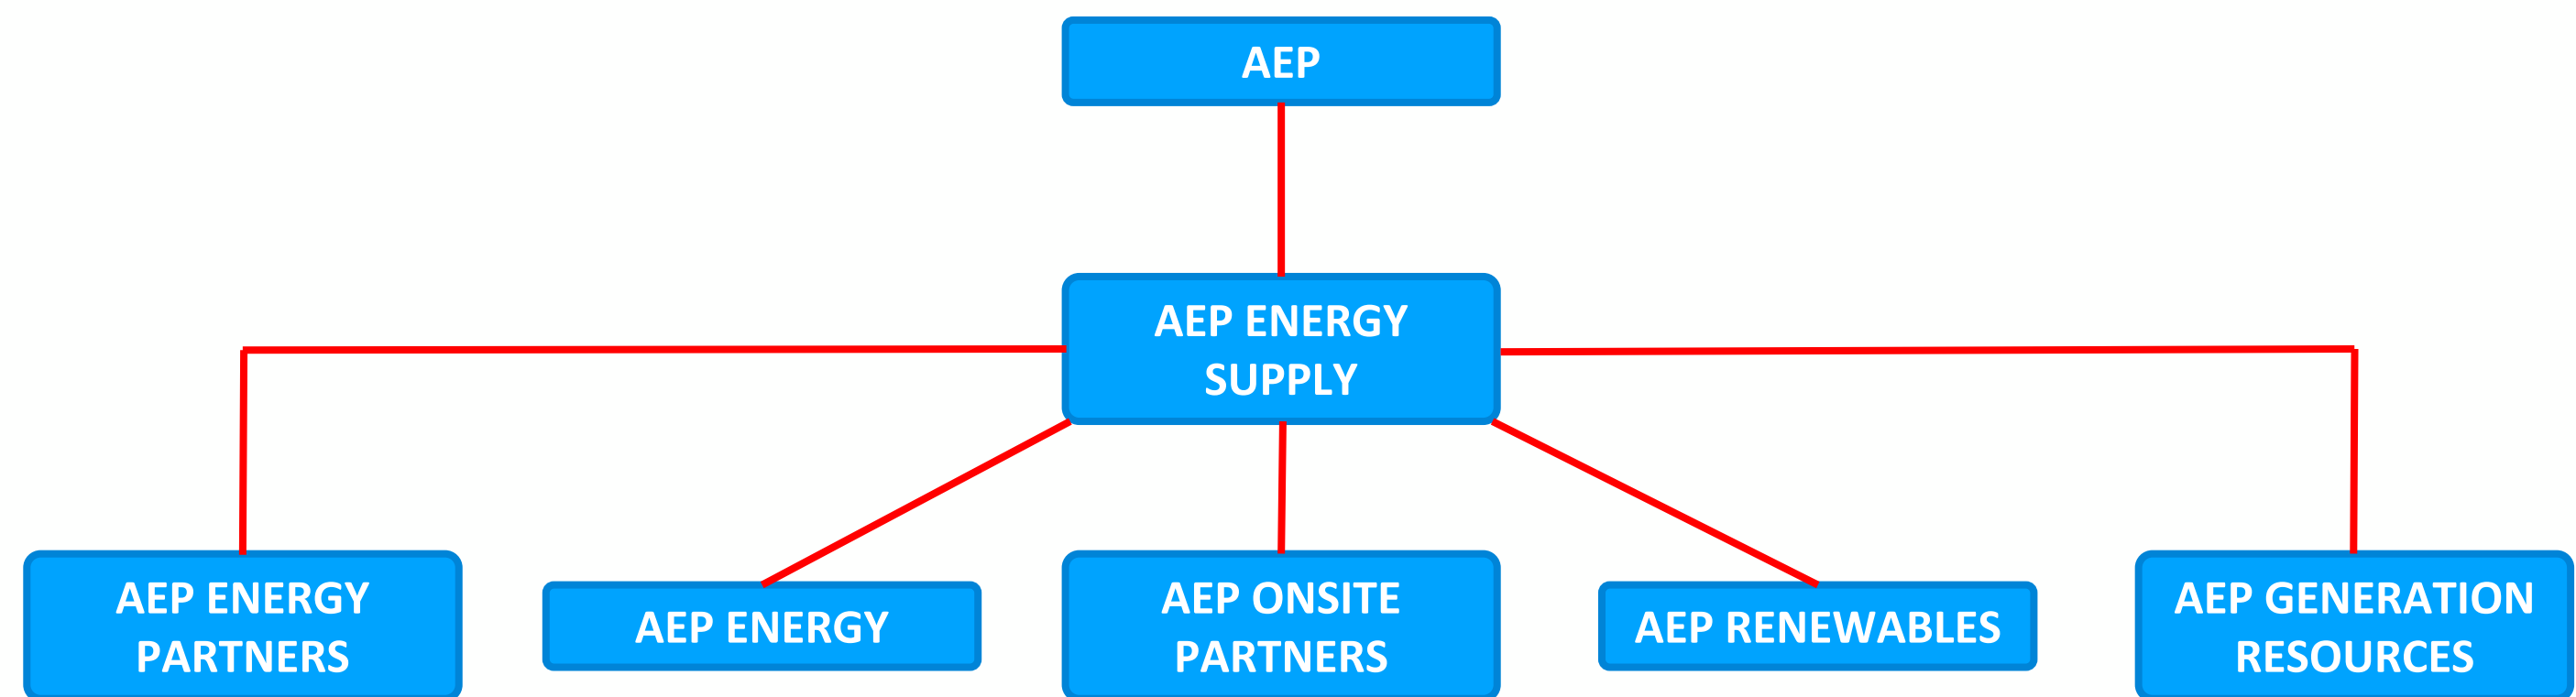 AEP
AEP ENERGY
SUPPLY
AEP ENERGY
PARTNERS
AEP ENERGY
AEP ONSITE
PARTNERS
AEP RENEWABLES
AEP GENERATION
RESOURCES